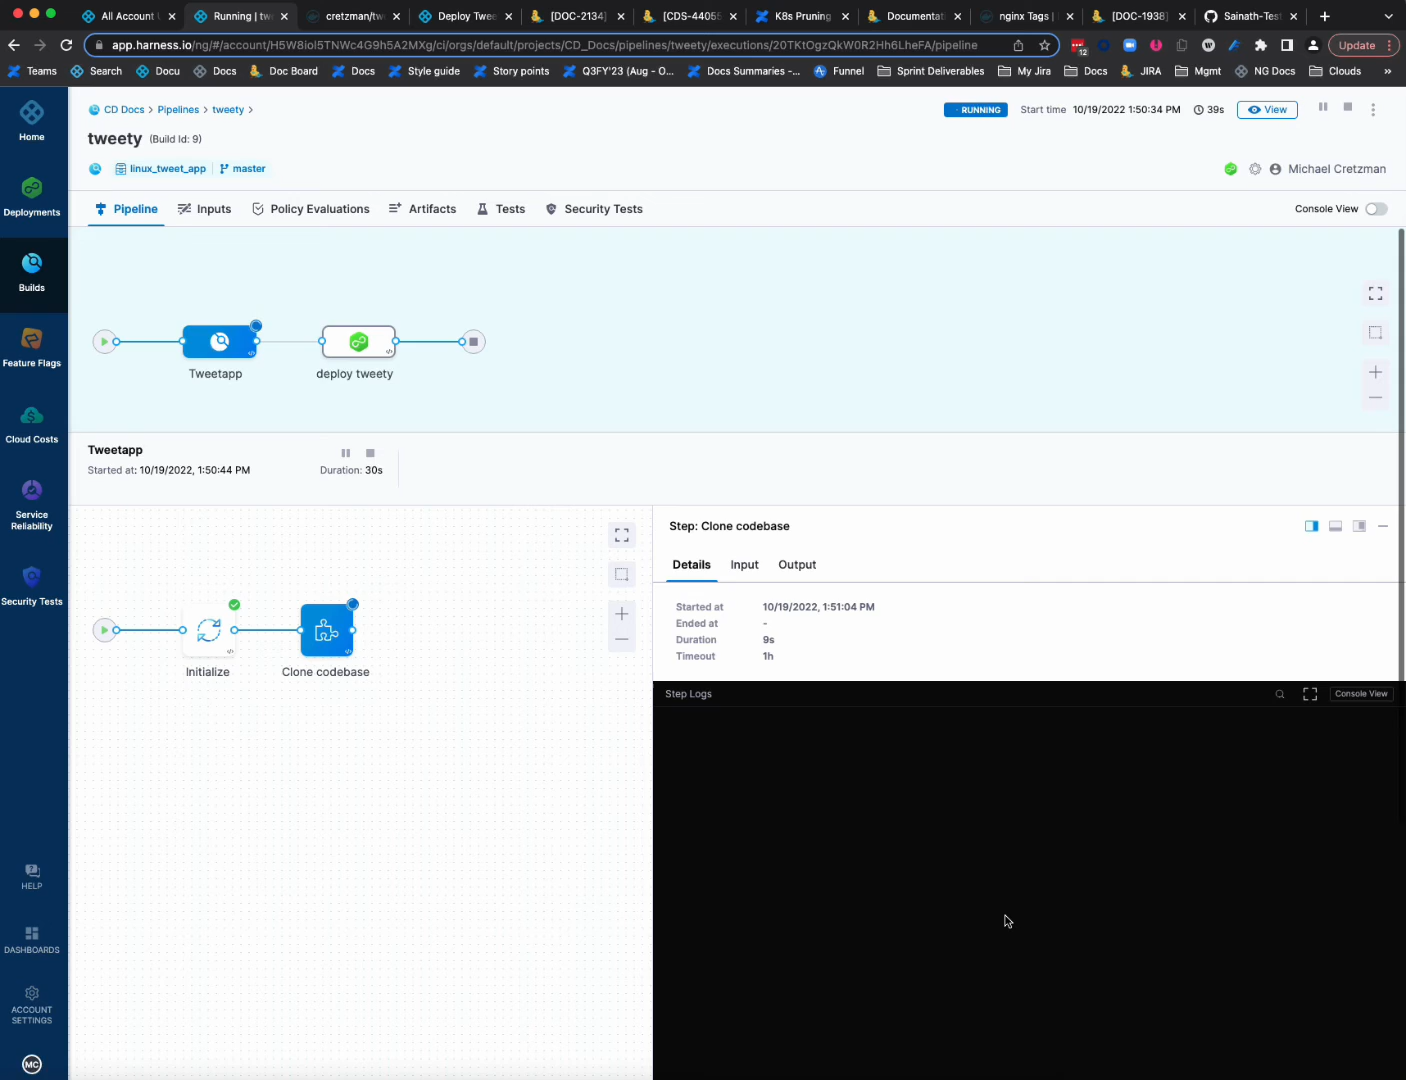 All Account
Running | tw
cretzman/tw
Deploy Twee
[DOC-2134]
[CDS-44055
K8s Pruning
Documentat
nginx Tags |
[DOC-1938]
Sainath-Test
app.harness.io/ng/#/account/H5W8iol5TNWc4G9h5A2MXg/ci/orgs/default/projects/CD_Docs/pipelines/tweety/executions/20TKtOgzQkW0R2Hh6LheFA/pipeline
12
Update
Teams
Search
Docu
Docs
Doc Board
Docs
Style guide
Story points
Q3FY'23 (Aug - O...
Docs Summaries -...
Funnel
Sprint Deliverables
My Jira
Docs
JIRA
Mgmt
NG Docs
Clouds
»
Home
Deployments
Builds
Feature Flags
Cloud Costs
Service
Reliability
Security Tests
HELP
DASHBOARDS
ACCOUNT
SETTINGS
MC
CD Docs > Pipelines > tweety >
RUNNING
Start time 10/19/2022 1:50:34 PM
39s
View
tweety (Build Id: 9)
linux_tweet_app
master
Michael Cretzman
Pipeline
Inputs
Policy Evaluations
Artifacts
Tests
Security Tests
Console View
Tweetapp
deploy tweety
Tweetapp
Started at: 10/19/2022, 1:50:44 PM
Duration: 30s
Initialize
Clone codebase
Step: Clone codebase
Details
Input
Output
Started at 10/19/2022, 1:51:04 PM
Ended at -
Duration 9s
Timeout 1h
Step Logs
Console View